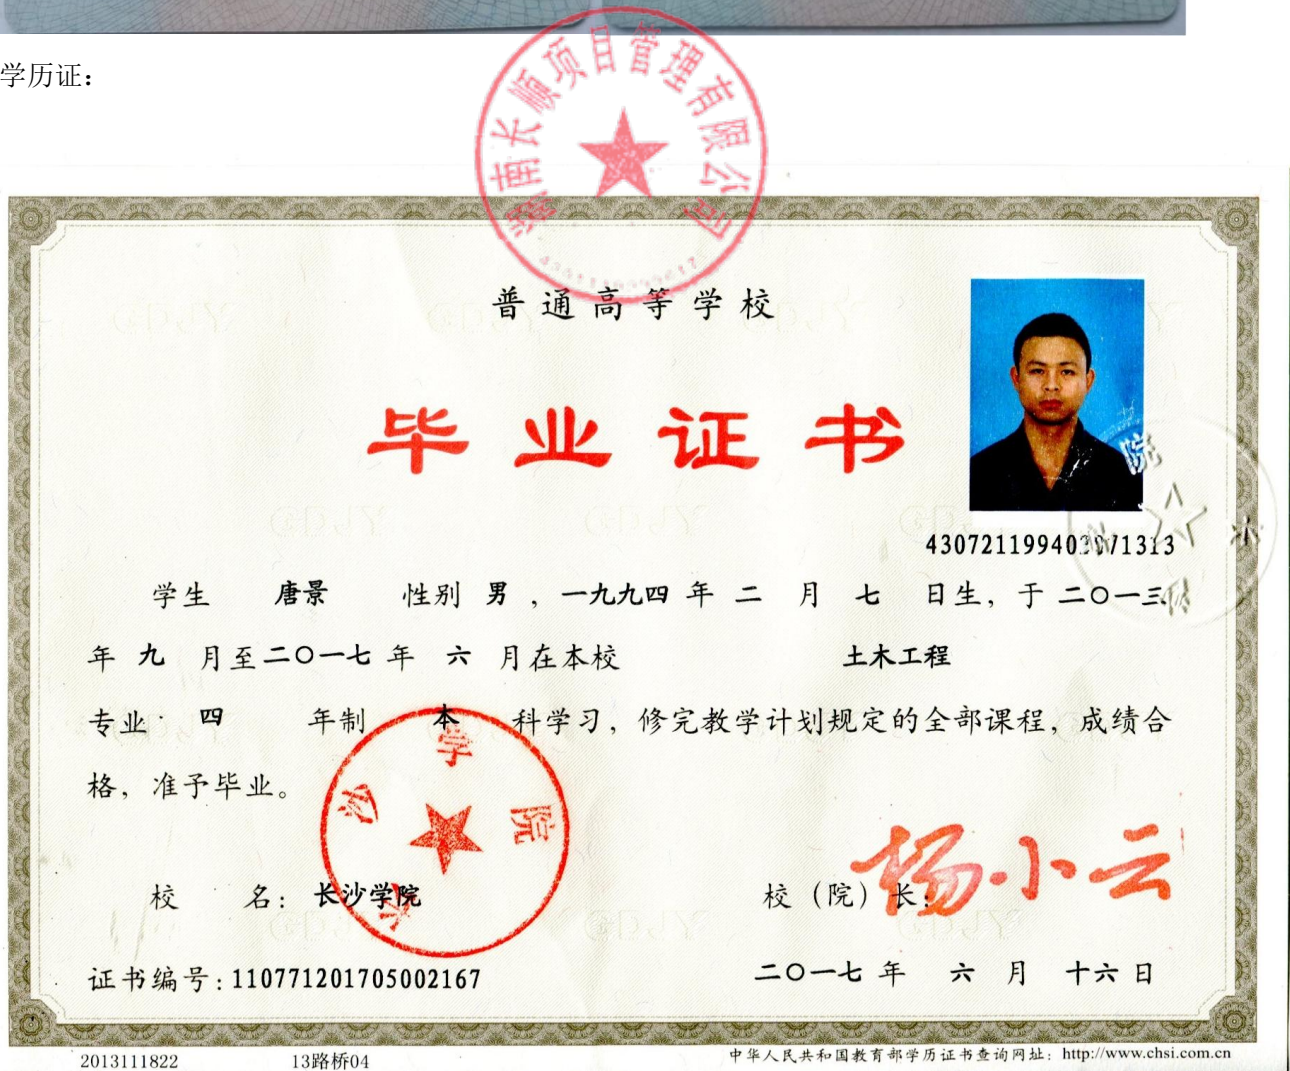 学历证：
湖南长顺项目管理有限公司
普通高等学校
毕业证书
学生 唐景 性别 男 ，一九九四 年 二 月 七 日生，于 二〇一三
年 九 月至二〇一七 年 六 月在本校 土木工程
专业 四 年制 本 科学习，修完教学计划规定的全部课程，成绩合
格，准予毕业。
长沙学院
校 名：长沙学院
校（院）长：
杨小云
证书编号：110771201705002167
二〇一七 年 六 月 十六 日
2013111822 13路桥04
中华人民共和国教育部学历证书查询网址：http://www.chsi.com.cn